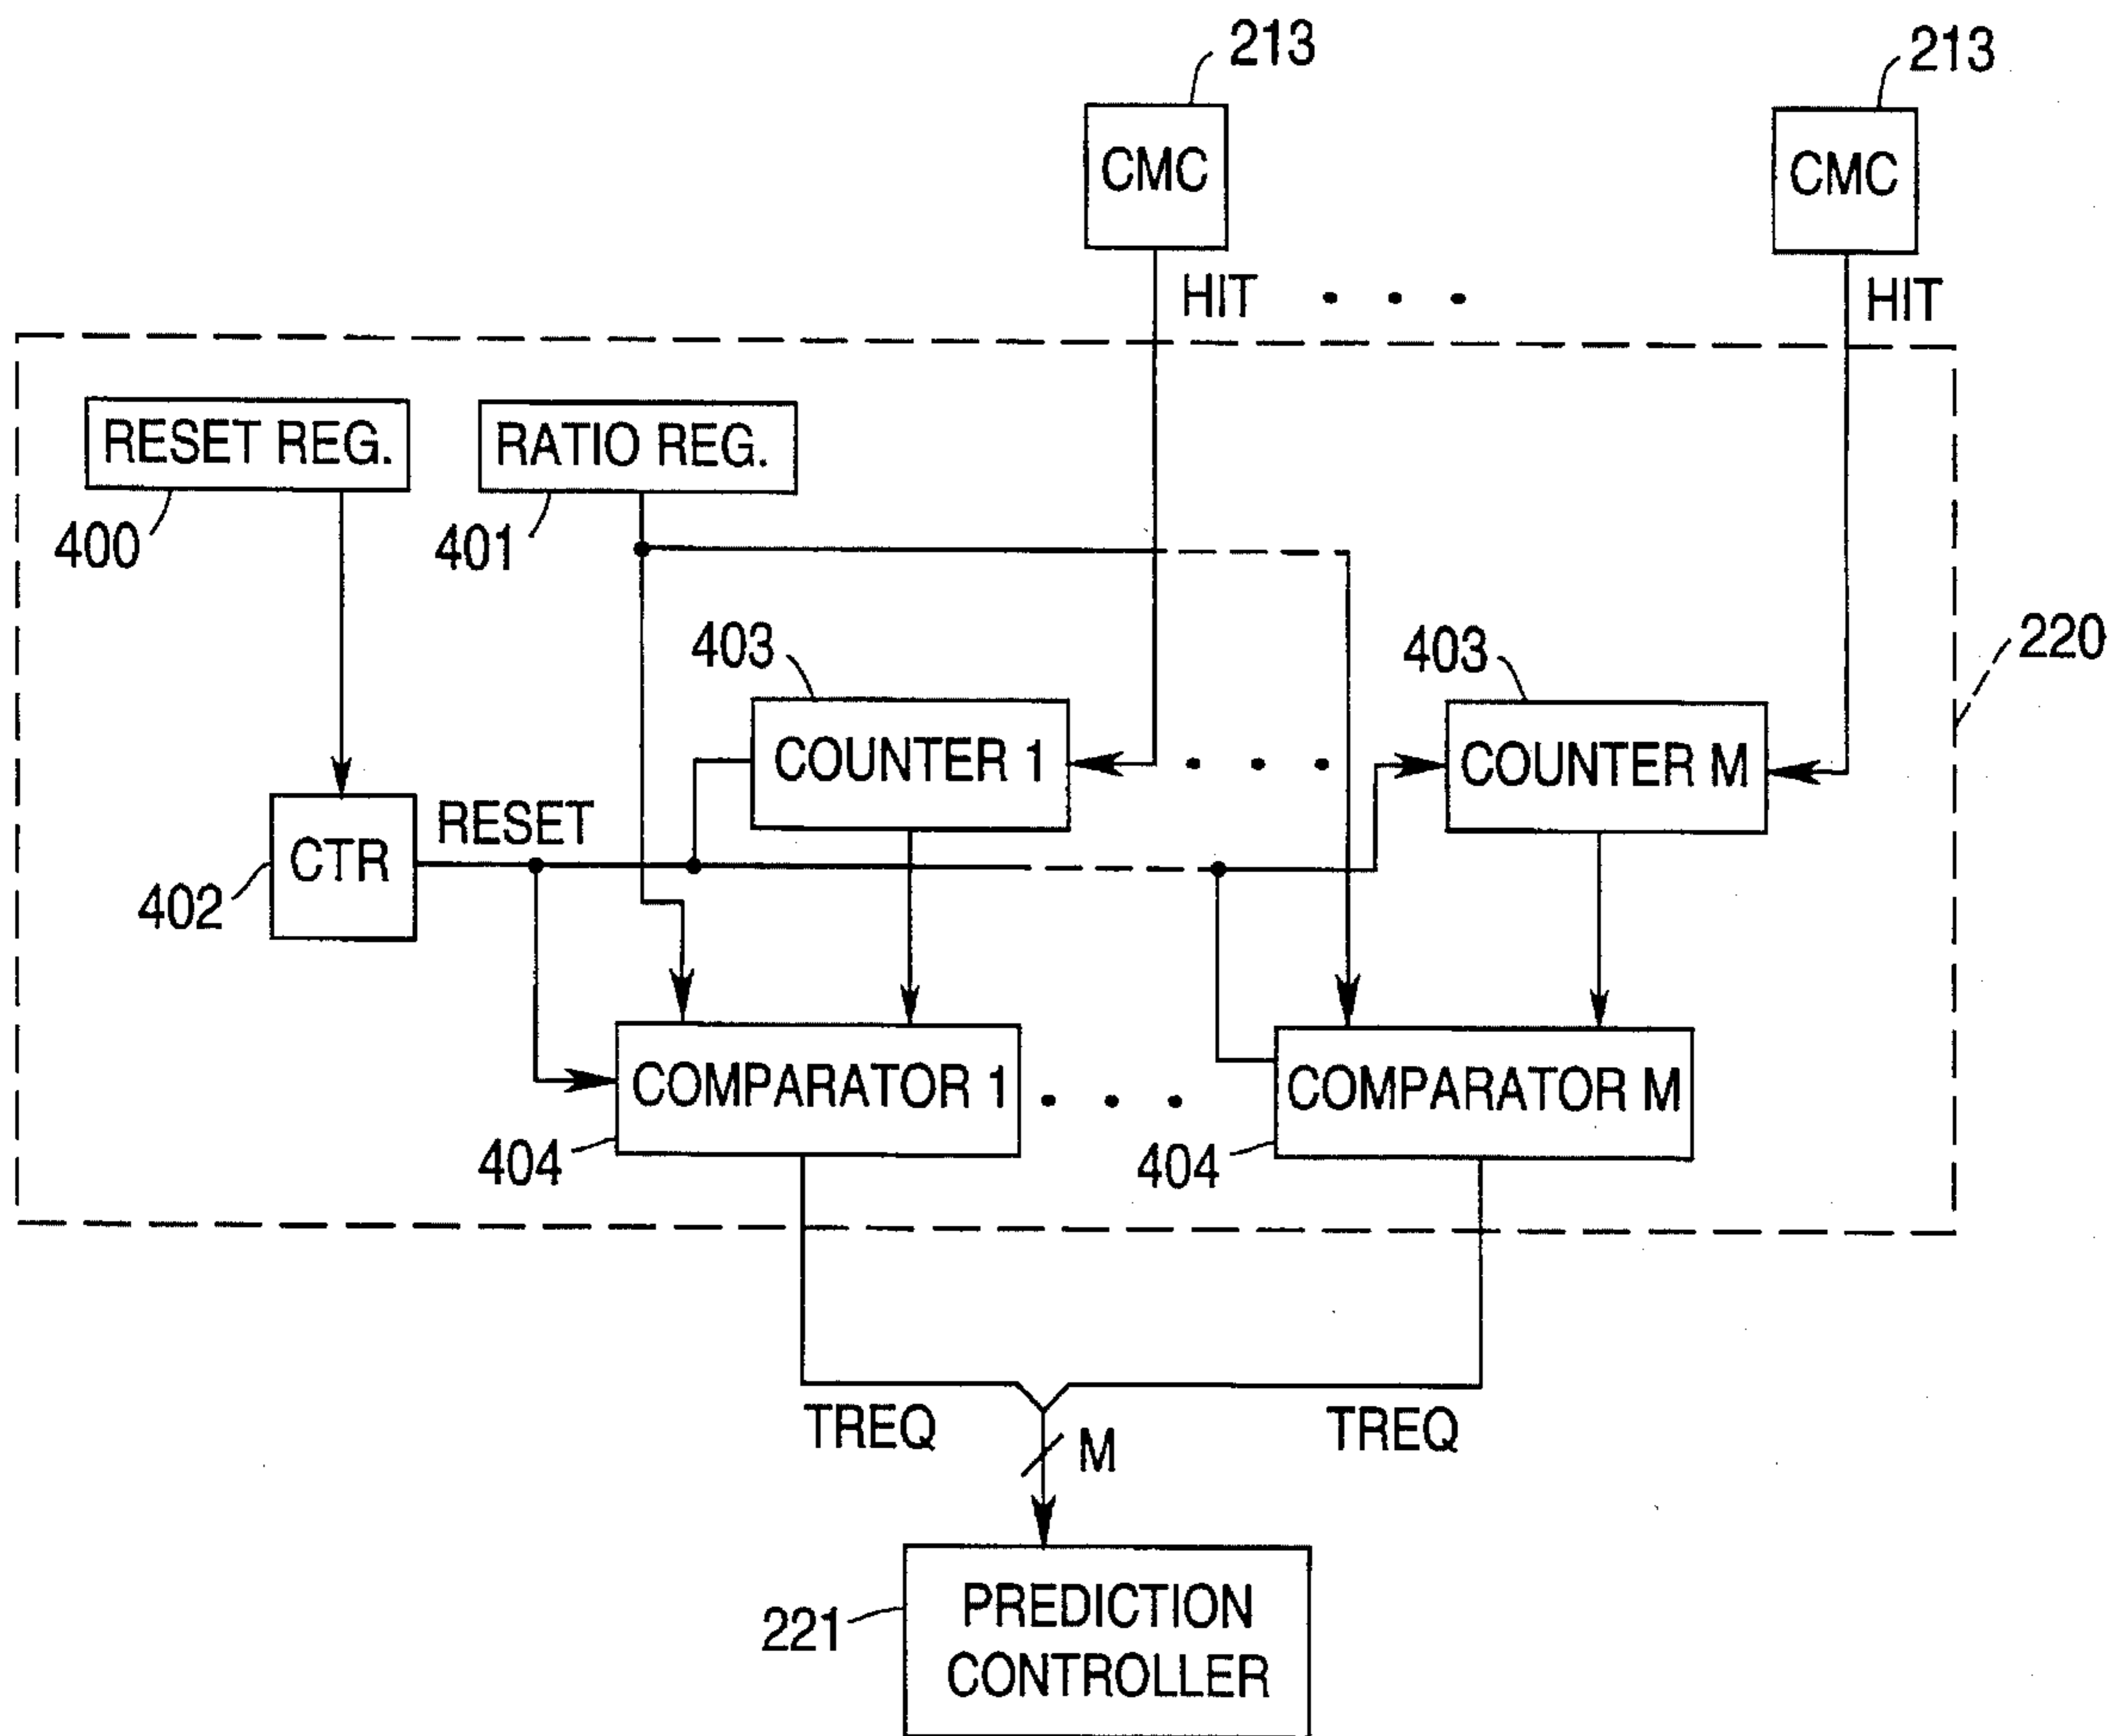 213
213
CMC
CMC
HIT
HIT
RESET REG.
RATIO REG.
400
401
403
403
220
COUNTER 1
COUNTER M
RESET
CTR
402
COMPARATOR 1
COMPARATOR M
404
404
TREQ
TREQ
M
221
PREDICTION
CONTROLLER